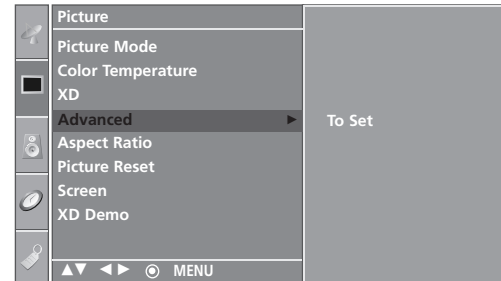 Picture
Picture Mode
Color Temperature
XD
Advanced ▶ To Set
Aspect Ratio
Picture Reset
Screen
XD Demo
▲▼ ◀▶ ◉ MENU